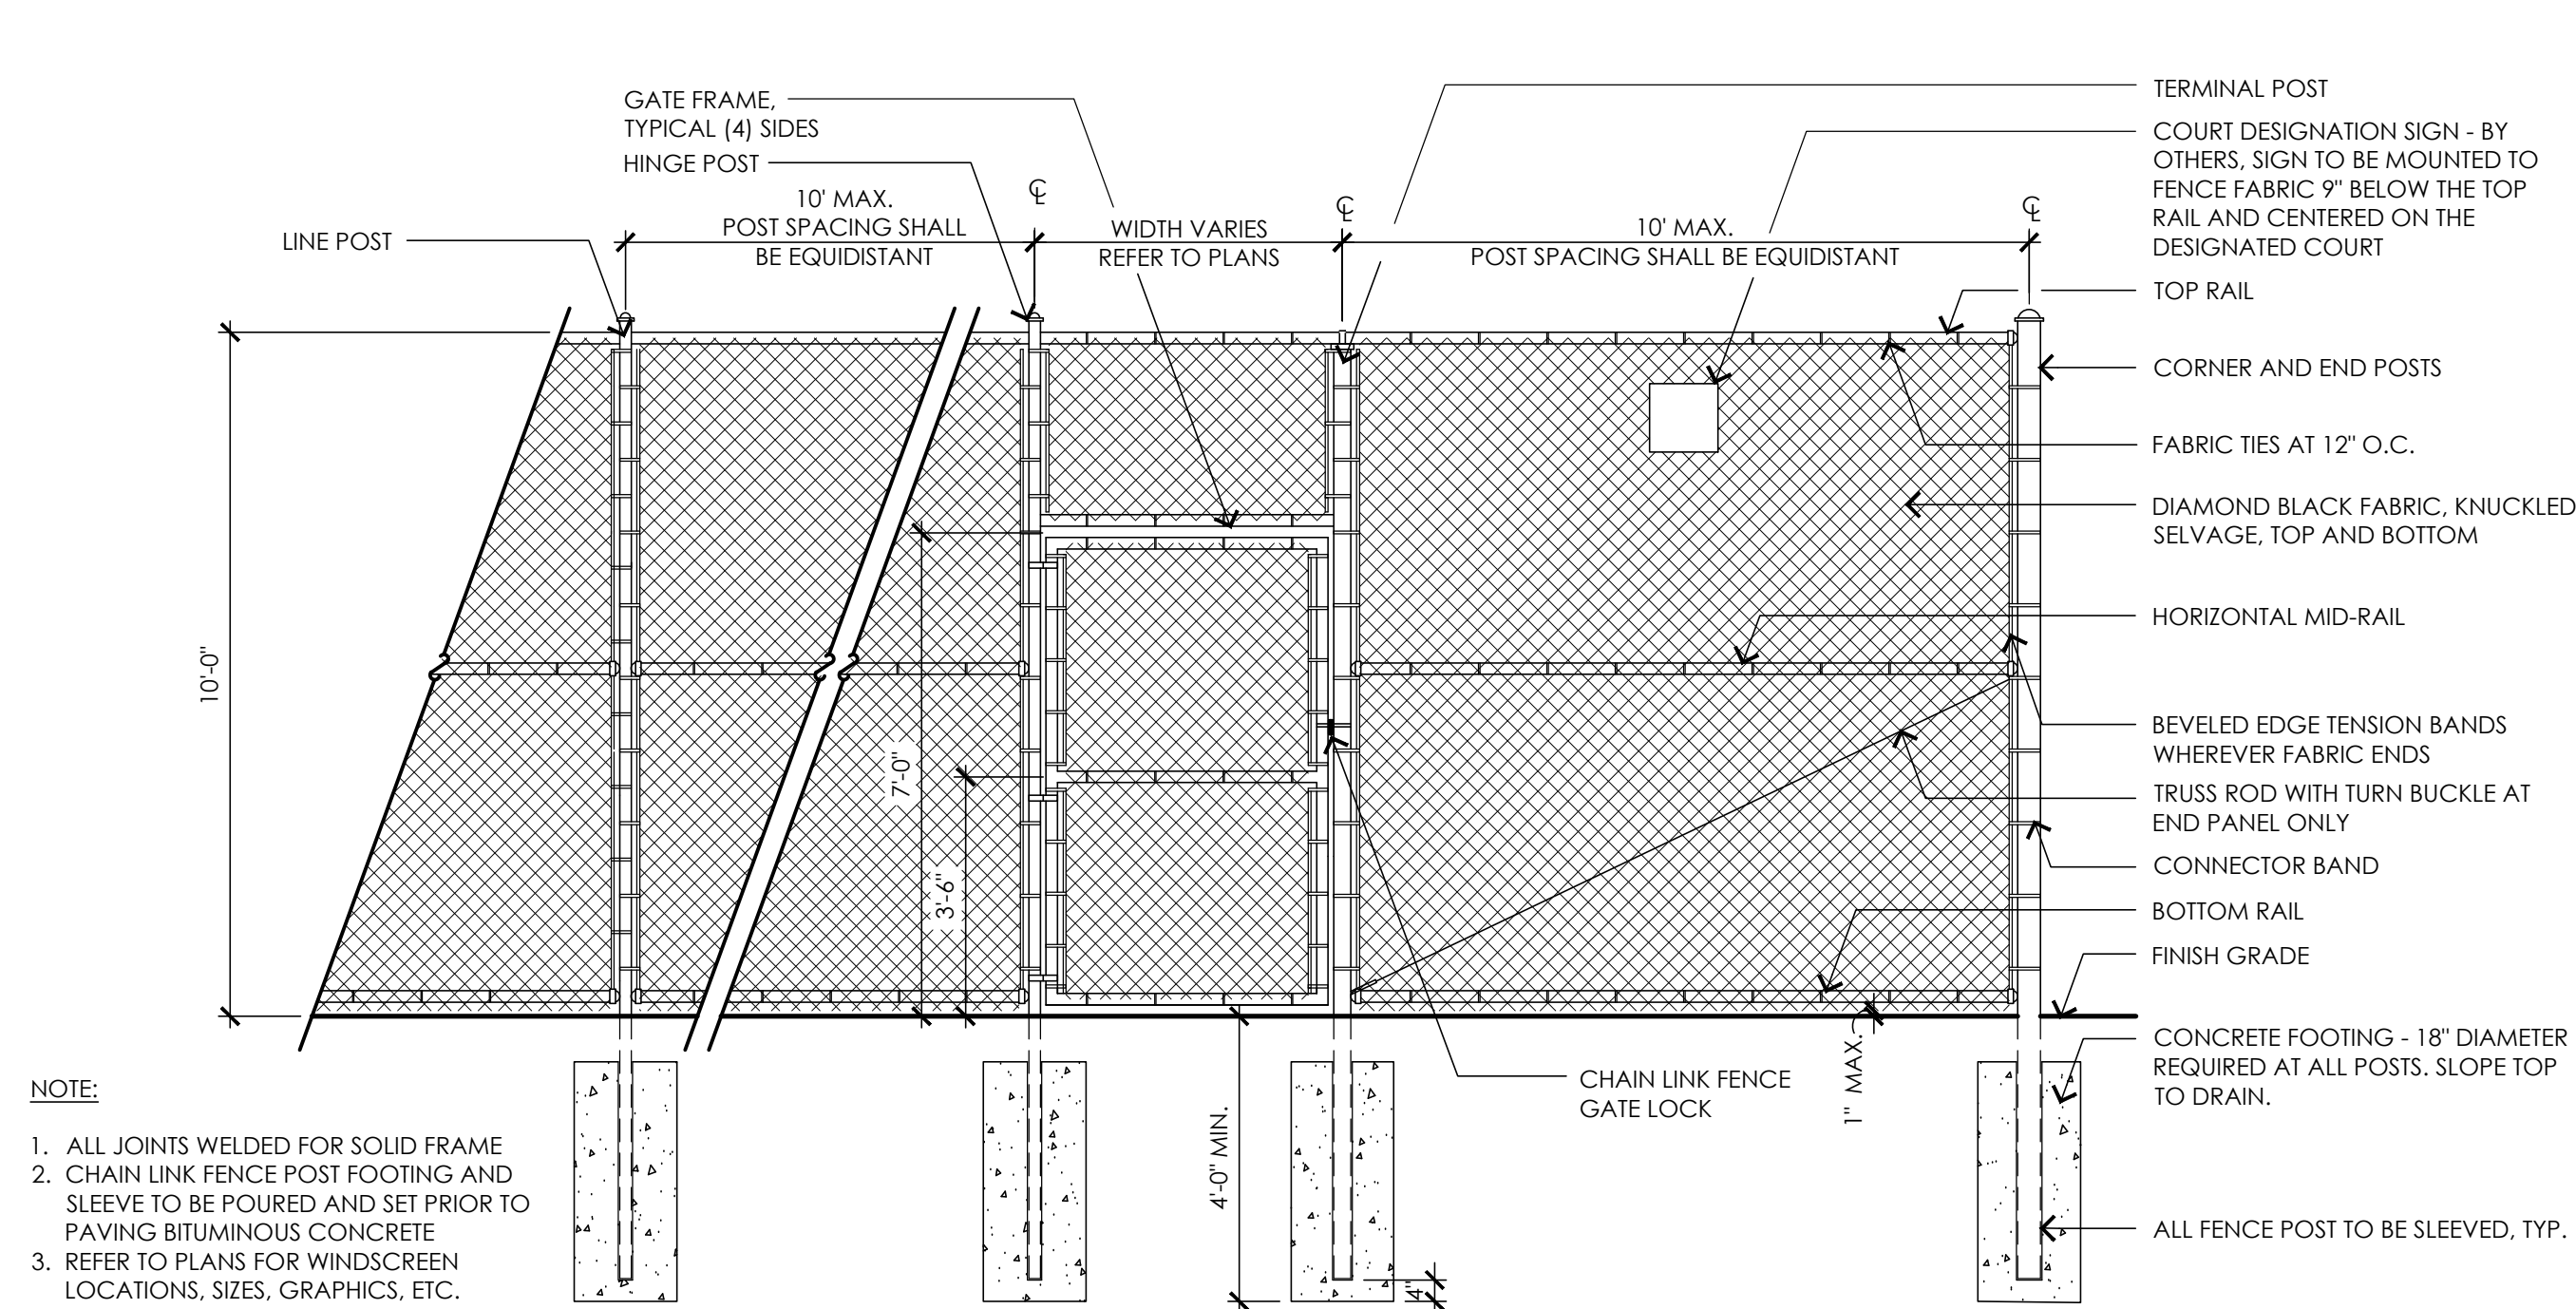 GATE FRAME,
TYPICAL (4) SIDES
HINGE POST
10' MAX.
POST SPACING SHALL
BE EQUIDISTANT
LINE POST
℄
WIDTH VARIES
REFER TO PLANS
℄
10' MAX.
POST SPACING SHALL BE EQUIDISTANT
℄
TERMINAL POST
COURT DESIGNATION SIGN - BY
OTHERS, SIGN TO BE MOUNTED TO
FENCE FABRIC 9" BELOW THE TOP
RAIL AND CENTERED ON THE
DESIGNATED COURT
TOP RAIL
CORNER AND END POSTS
FABRIC TIES AT 12" O.C.
DIAMOND BLACK FABRIC, KNUCKLED
SELVAGE, TOP AND BOTTOM
HORIZONTAL MID-RAIL
BEVELED EDGE TENSION BANDS
WHEREVER FABRIC ENDS
TRUSS ROD WITH TURN BUCKLE AT
END PANEL ONLY
CONNECTOR BAND
BOTTOM RAIL
FINISH GRADE
CONCRETE FOOTING - 18" DIAMETER
REQUIRED AT ALL POSTS. SLOPE TOP
TO DRAIN.
ALL FENCE POST TO BE SLEEVED, TYP.
10'-0"
7'-0"
3'-6"
4'-0" MIN.
4"
1" MAX.
CHAIN LINK FENCE
GATE LOCK
NOTE:
1. ALL JOINTS WELDED FOR SOLID FRAME
2. CHAIN LINK FENCE POST FOOTING AND
SLEEVE TO BE POURED AND SET PRIOR TO
PAVING BITUMINOUS CONCRETE
3. REFER TO PLANS FOR WINDSCREEN
LOCATIONS, SIZES, GRAPHICS, ETC.